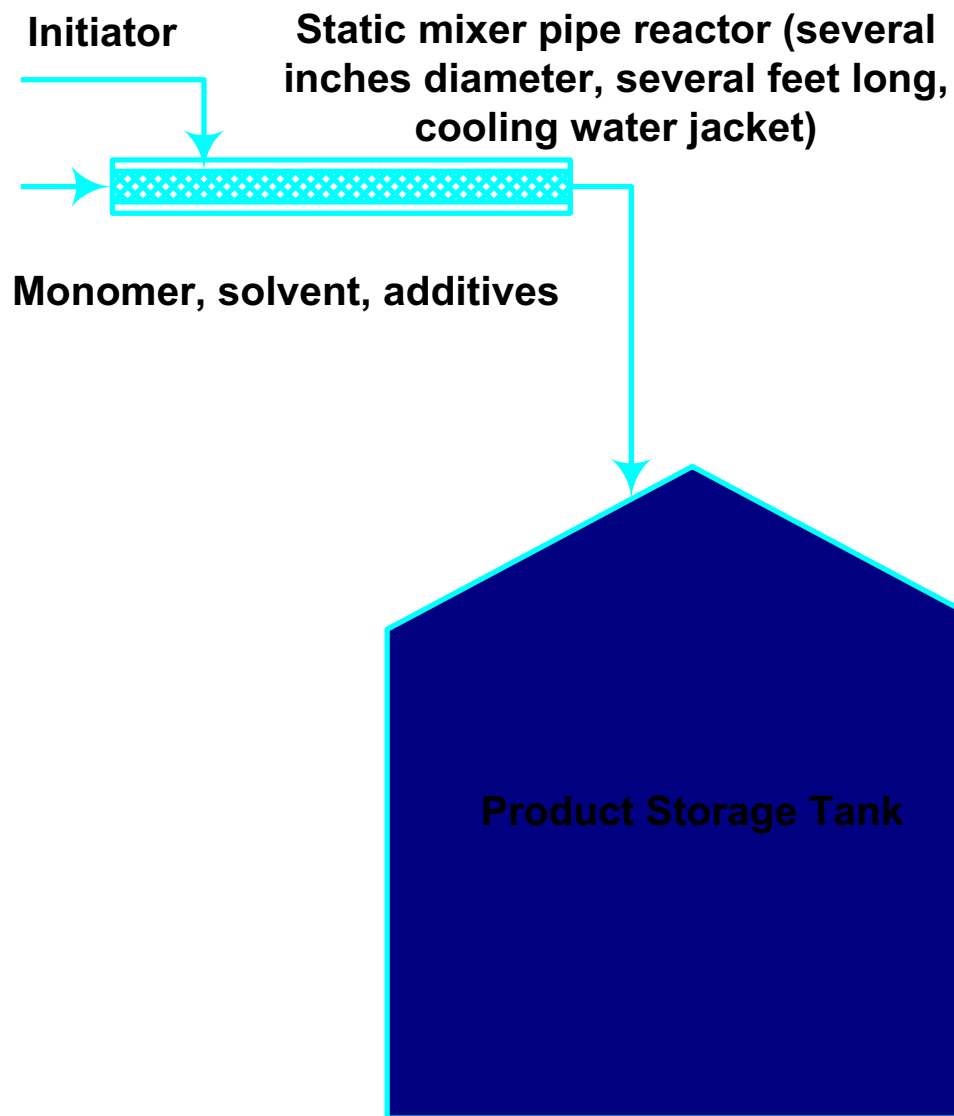 Initiator
Static mixer pipe reactor (several
inches diameter, several feet long,
cooling water jacket)
Monomer, solvent, additives
Product Storage Tank